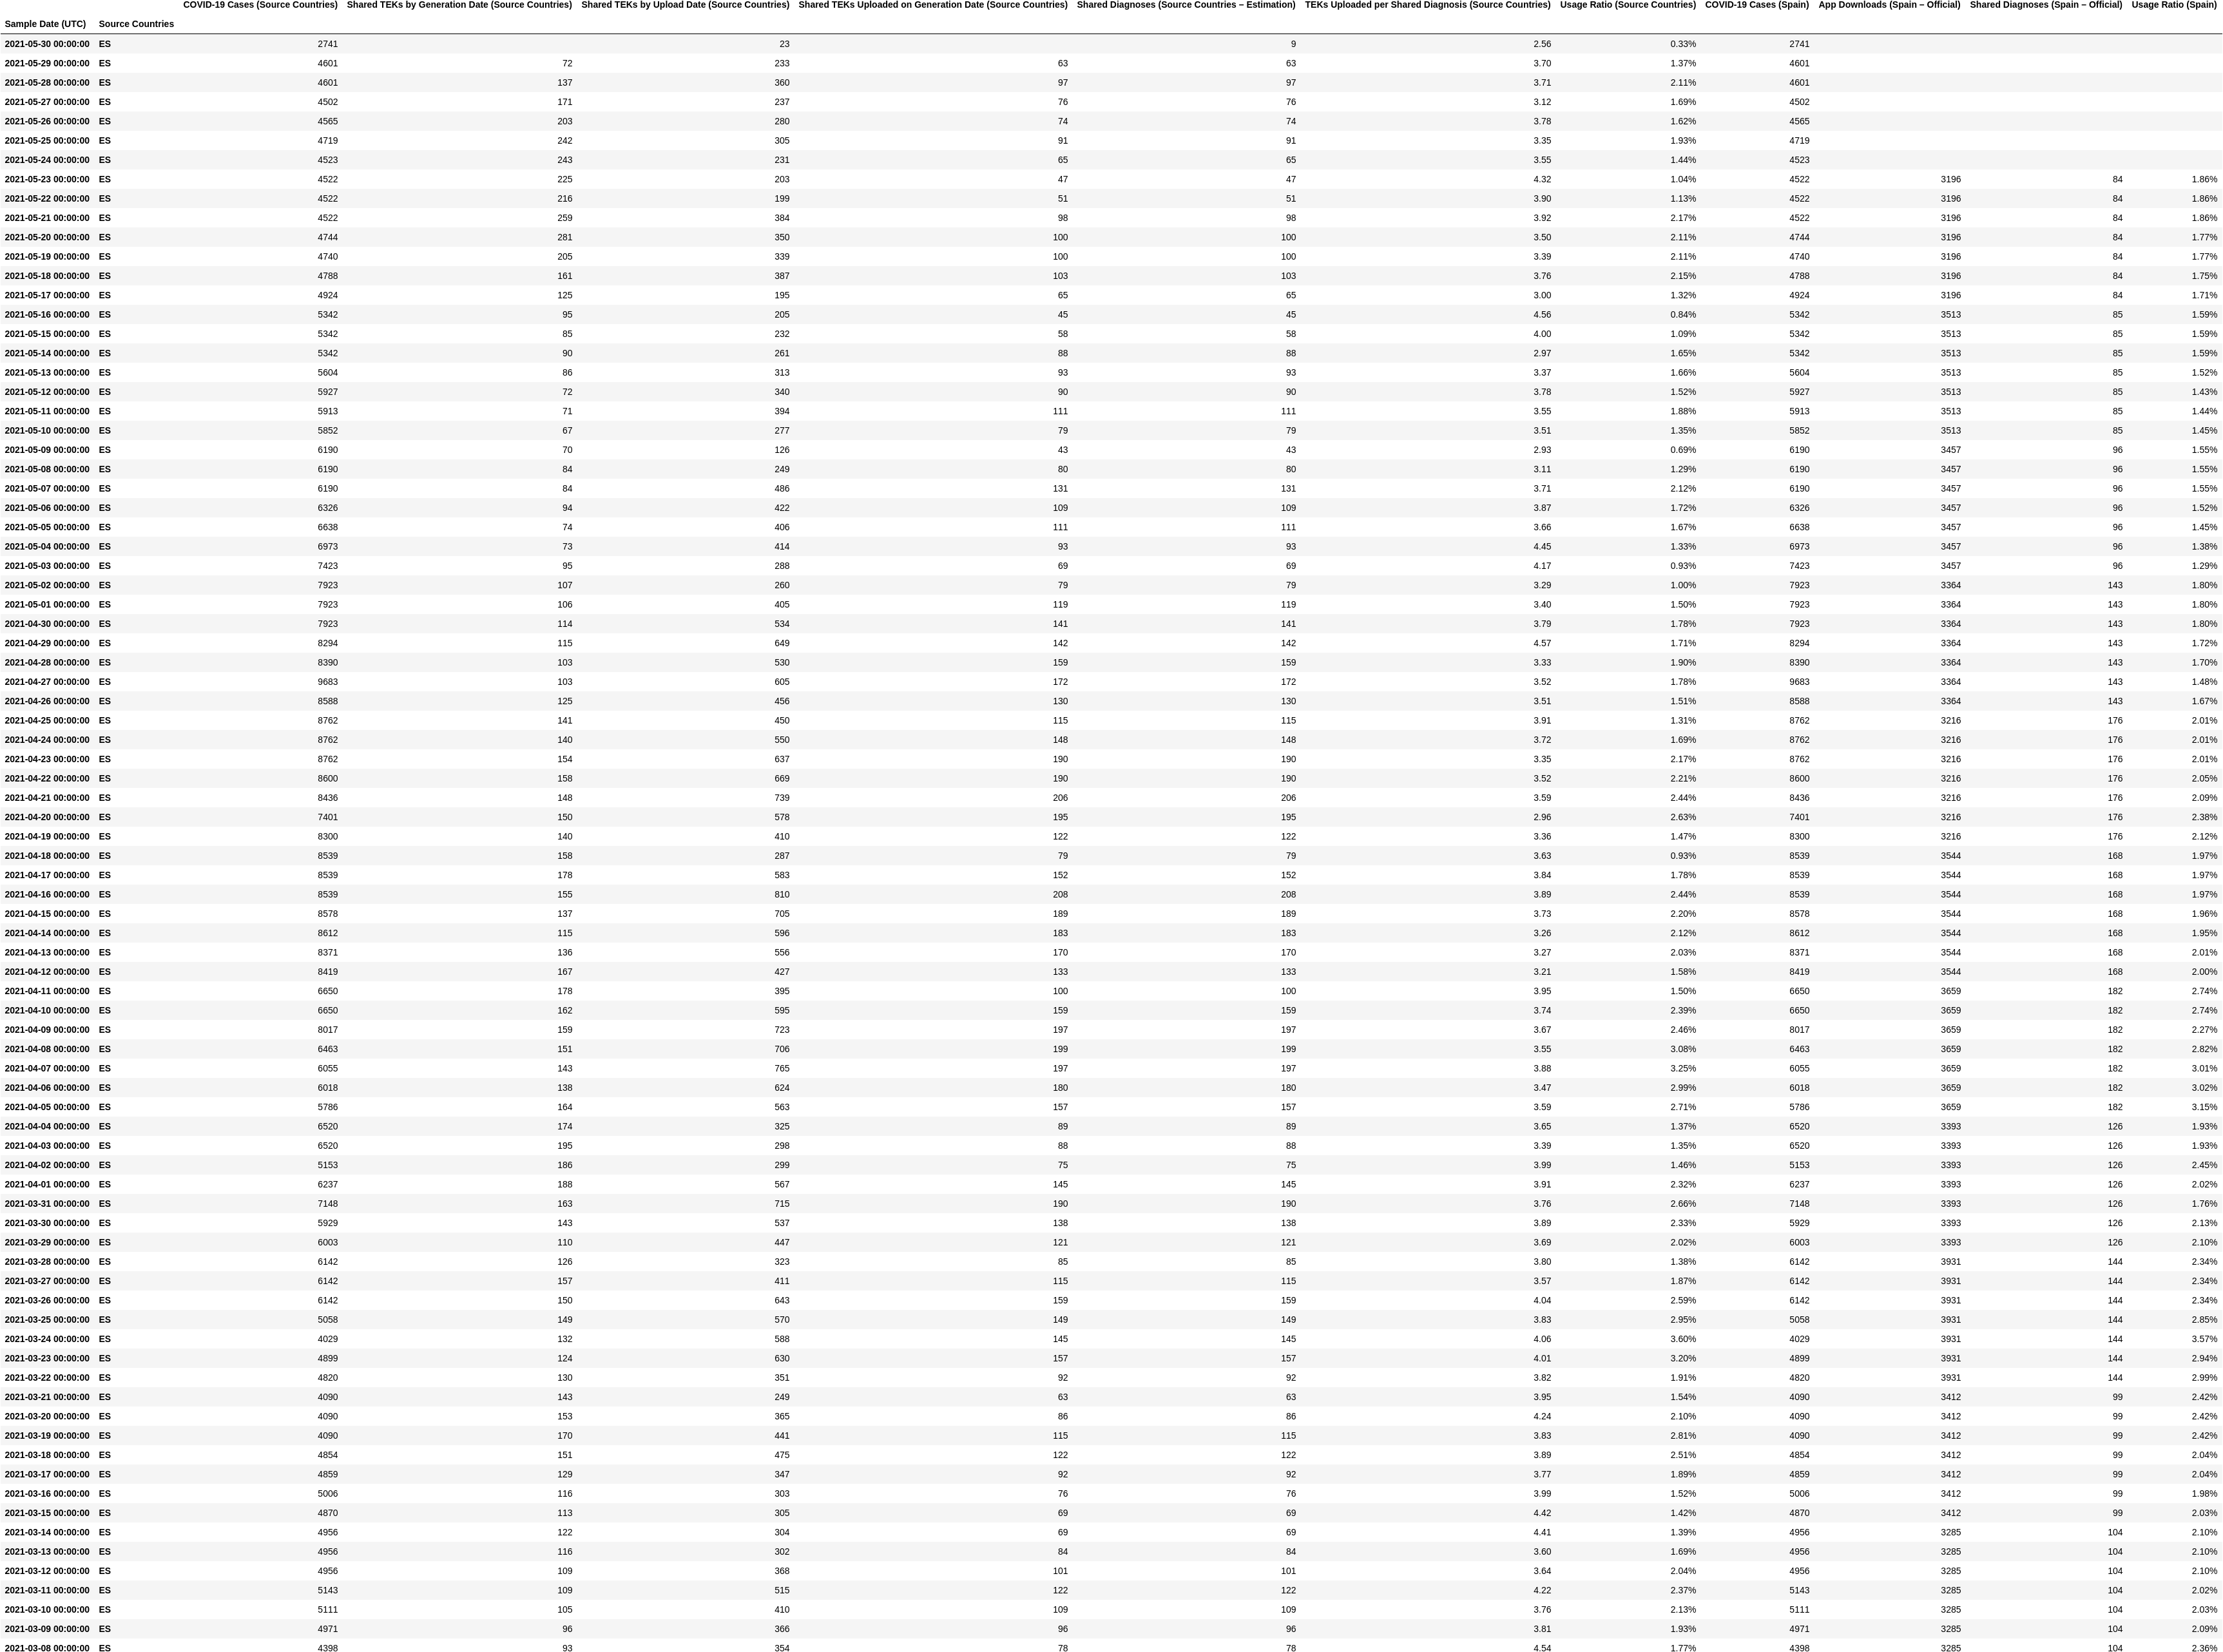 COVID-19 Cases (Source Countries) Shared TEKs by Generation Date (Source Countries) Shared TEKs by Upload Date (Source Countries) Shared TEKs Uploaded on Generation Date (Source Countries) Shared Diagnoses (Source Countries – Estimation) TEKs Uploaded per Shared Diagnosis (Source Countries) Usage Ratio (Source Countries) COVID-19 Cases (Spain) App Downloads (Spain – Official) Shared Diagnoses (Spain – Official) Usage Ratio (Spain)
Sample Date (UTC) Source Countries
2021-05-30 00:00:00 ES 2741 23 9 2.56 0.33% 2741
2021-05-29 00:00:00 ES 4601 72 233 63 63 3.70 1.37% 4601
2021-05-28 00:00:00 ES 4601 137 360 97 97 3.71 2.11% 4601
2021-05-27 00:00:00 ES 4502 171 237 76 76 3.12 1.69% 4502
2021-05-26 00:00:00 ES 4565 203 280 74 74 3.78 1.62% 4565
2021-05-25 00:00:00 ES 4719 242 305 91 91 3.35 1.93% 4719
2021-05-24 00:00:00 ES 4523 243 231 65 65 3.55 1.44% 4523
2021-05-23 00:00:00 ES 4522 225 203 47 47 4.32 1.04% 4522 3196 84 1.86%
2021-05-22 00:00:00 ES 4522 216 199 51 51 3.90 1.13% 4522 3196 84 1.86%
2021-05-21 00:00:00 ES 4522 259 384 98 98 3.92 2.17% 4522 3196 84 1.86%
2021-05-20 00:00:00 ES 4744 281 350 100 100 3.50 2.11% 4744 3196 84 1.77%
2021-05-19 00:00:00 ES 4740 205 339 100 100 3.39 2.11% 4740 3196 84 1.77%
2021-05-18 00:00:00 ES 4788 161 387 103 103 3.76 2.15% 4788 3196 84 1.75%
2021-05-17 00:00:00 ES 4924 125 195 65 65 3.00 1.32% 4924 3196 84 1.71%
2021-05-16 00:00:00 ES 5342 95 205 45 45 4.56 0.84% 5342 3513 85 1.59%
2021-05-15 00:00:00 ES 5342 85 232 58 58 4.00 1.09% 5342 3513 85 1.59%
2021-05-14 00:00:00 ES 5342 90 261 88 88 2.97 1.65% 5342 3513 85 1.59%
2021-05-13 00:00:00 ES 5604 86 313 93 93 3.37 1.66% 5604 3513 85 1.52%
2021-05-12 00:00:00 ES 5927 72 340 90 90 3.78 1.52% 5927 3513 85 1.43%
2021-05-11 00:00:00 ES 5913 71 394 111 111 3.55 1.88% 5913 3513 85 1.44%
2021-05-10 00:00:00 ES 5852 67 277 79 79 3.51 1.35% 5852 3513 85 1.45%
2021-05-09 00:00:00 ES 6190 70 126 43 43 2.93 0.69% 6190 3457 96 1.55%
2021-05-08 00:00:00 ES 6190 84 249 80 80 3.11 1.29% 6190 3457 96 1.55%
2021-05-07 00:00:00 ES 6190 84 486 131 131 3.71 2.12% 6190 3457 96 1.55%
2021-05-06 00:00:00 ES 6326 94 422 109 109 3.87 1.72% 6326 3457 96 1.52%
2021-05-05 00:00:00 ES 6638 74 406 111 111 3.66 1.67% 6638 3457 96 1.45%
2021-05-04 00:00:00 ES 6973 73 414 93 93 4.45 1.33% 6973 3457 96 1.38%
2021-05-03 00:00:00 ES 7423 95 288 69 69 4.17 0.93% 7423 3457 96 1.29%
2021-05-02 00:00:00 ES 7923 107 260 79 79 3.29 1.00% 7923 3364 143 1.80%
2021-05-01 00:00:00 ES 7923 106 405 119 119 3.40 1.50% 7923 3364 143 1.80%
2021-04-30 00:00:00 ES 7923 114 534 141 141 3.79 1.78% 7923 3364 143 1.80%
2021-04-29 00:00:00 ES 8294 115 649 142 142 4.57 1.71% 8294 3364 143 1.72%
2021-04-28 00:00:00 ES 8390 103 530 159 159 3.33 1.90% 8390 3364 143 1.70%
2021-04-27 00:00:00 ES 9683 103 605 172 172 3.52 1.78% 9683 3364 143 1.48%
2021-04-26 00:00:00 ES 8588 125 456 130 130 3.51 1.51% 8588 3364 143 1.67%
2021-04-25 00:00:00 ES 8762 141 450 115 115 3.91 1.31% 8762 3216 176 2.01%
2021-04-24 00:00:00 ES 8762 140 550 148 148 3.72 1.69% 8762 3216 176 2.01%
2021-04-23 00:00:00 ES 8762 154 637 190 190 3.35 2.17% 8762 3216 176 2.01%
2021-04-22 00:00:00 ES 8600 158 669 190 190 3.52 2.21% 8600 3216 176 2.05%
2021-04-21 00:00:00 ES 8436 148 739 206 206 3.59 2.44% 8436 3216 176 2.09%
2021-04-20 00:00:00 ES 7401 150 578 195 195 2.96 2.63% 7401 3216 176 2.38%
2021-04-19 00:00:00 ES 8300 140 410 122 122 3.36 1.47% 8300 3216 176 2.12%
2021-04-18 00:00:00 ES 8539 158 287 79 79 3.63 0.93% 8539 3544 168 1.97%
2021-04-17 00:00:00 ES 8539 178 583 152 152 3.84 1.78% 8539 3544 168 1.97%
2021-04-16 00:00:00 ES 8539 155 810 208 208 3.89 2.44% 8539 3544 168 1.97%
2021-04-15 00:00:00 ES 8578 137 705 189 189 3.73 2.20% 8578 3544 168 1.96%
2021-04-14 00:00:00 ES 8612 115 596 183 183 3.26 2.12% 8612 3544 168 1.95%
2021-04-13 00:00:00 ES 8371 136 556 170 170 3.27 2.03% 8371 3544 168 2.01%
2021-04-12 00:00:00 ES 8419 167 427 133 133 3.21 1.58% 8419 3544 168 2.00%
2021-04-11 00:00:00 ES 6650 178 395 100 100 3.95 1.50% 6650 3659 182 2.74%
2021-04-10 00:00:00 ES 6650 162 595 159 159 3.74 2.39% 6650 3659 182 2.74%
2021-04-09 00:00:00 ES 8017 159 723 197 197 3.67 2.46% 8017 3659 182 2.27%
2021-04-08 00:00:00 ES 6463 151 706 199 199 3.55 3.08% 6463 3659 182 2.82%
2021-04-07 00:00:00 ES 6055 143 765 197 197 3.88 3.25% 6055 3659 182 3.01%
2021-04-06 00:00:00 ES 6018 138 624 180 180 3.47 2.99% 6018 3659 182 3.02%
2021-04-05 00:00:00 ES 5786 164 563 157 157 3.59 2.71% 5786 3659 182 3.15%
2021-04-04 00:00:00 ES 6520 174 325 89 89 3.65 1.37% 6520 3393 126 1.93%
2021-04-03 00:00:00 ES 6520 195 298 88 88 3.39 1.35% 6520 3393 126 1.93%
2021-04-02 00:00:00 ES 5153 186 299 75 75 3.99 1.46% 5153 3393 126 2.45%
2021-04-01 00:00:00 ES 6237 188 567 145 145 3.91 2.32% 6237 3393 126 2.02%
2021-03-31 00:00:00 ES 7148 163 715 190 190 3.76 2.66% 7148 3393 126 1.76%
2021-03-30 00:00:00 ES 5929 143 537 138 138 3.89 2.33% 5929 3393 126 2.13%
2021-03-29 00:00:00 ES 6003 110 447 121 121 3.69 2.02% 6003 3393 126 2.10%
2021-03-28 00:00:00 ES 6142 126 323 85 85 3.80 1.38% 6142 3931 144 2.34%
2021-03-27 00:00:00 ES 6142 157 411 115 115 3.57 1.87% 6142 3931 144 2.34%
2021-03-26 00:00:00 ES 6142 150 643 159 159 4.04 2.59% 6142 3931 144 2.34%
2021-03-25 00:00:00 ES 5058 149 570 149 149 3.83 2.95% 5058 3931 144 2.85%
2021-03-24 00:00:00 ES 4029 132 588 145 145 4.06 3.60% 4029 3931 144 3.57%
2021-03-23 00:00:00 ES 4899 124 630 157 157 4.01 3.20% 4899 3931 144 2.94%
2021-03-22 00:00:00 ES 4820 130 351 92 92 3.82 1.91% 4820 3931 144 2.99%
2021-03-21 00:00:00 ES 4090 143 249 63 63 3.95 1.54% 4090 3412 99 2.42%
2021-03-20 00:00:00 ES 4090 153 365 86 86 4.24 2.10% 4090 3412 99 2.42%
2021-03-19 00:00:00 ES 4090 170 441 115 115 3.83 2.81% 4090 3412 99 2.42%
2021-03-18 00:00:00 ES 4854 151 475 122 122 3.89 2.51% 4854 3412 99 2.04%
2021-03-17 00:00:00 ES 4859 129 347 92 92 3.77 1.89% 4859 3412 99 2.04%
2021-03-16 00:00:00 ES 5006 116 303 76 76 3.99 1.52% 5006 3412 99 1.98%
2021-03-15 00:00:00 ES 4870 113 305 69 69 4.42 1.42% 4870 3412 99 2.03%
2021-03-14 00:00:00 ES 4956 122 304 69 69 4.41 1.39% 4956 3285 104 2.10%
2021-03-13 00:00:00 ES 4956 116 302 84 84 3.60 1.69% 4956 3285 104 2.10%
2021-03-12 00:00:00 ES 4956 109 368 101 101 3.64 2.04% 4956 3285 104 2.10%
2021-03-11 00:00:00 ES 5143 109 515 122 122 4.22 2.37% 5143 3285 104 2.02%
2021-03-10 00:00:00 ES 5111 105 410 109 109 3.76 2.13% 5111 3285 104 2.03%
2021-03-09 00:00:00 ES 4971 96 366 96 96 3.81 1.93% 4971 3285 104 2.09%
2021-03-08 00:00:00 ES 4398 93 354 78 78 4.54 1.77% 4398 3285 104 2.36%